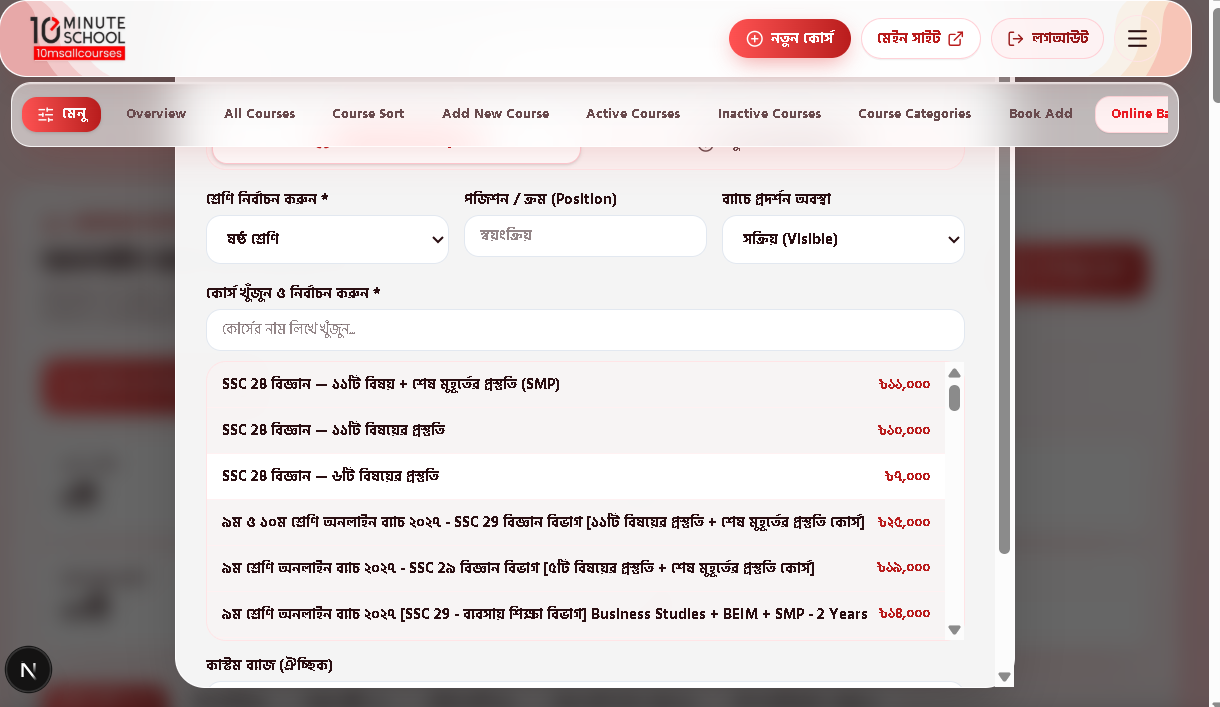 10 MINUTE SCHOOL
10msallcourses
নতুন কোর্স
মেইন সাইট
লগআউট
মেনু
Overview
All Courses
Course Sort
Add New Course
Active Courses
Inactive Courses
Course Categories
Book Add
Online Ba
শ্রেণি নির্বাচন করুন *
পজিশন / ক্রম (Position)
ব্যাচে প্রদর্শন অবস্থা
ষষ্ঠ শ্রেণি
স্বয়ংক্রিয়
সক্রিয় (Visible)
কোর্স খুঁজুন ও নির্বাচন করুন *
কোর্সের নাম লিখে খুঁজুন...
SSC 28 বিজ্ঞান — ১১টি বিষয় + শেষ মুহূর্তের প্রস্তুতি (SMP) ৳১১,০০০
SSC 28 বিজ্ঞান — ১১টি বিষয়ের প্রস্তুতি ৳১০,০০০
SSC 28 বিজ্ঞান — ৬টি বিষয়ের প্রস্তুতি ৳৭,০০০
৯ম ও ১০ম শ্রেণি অনলাইন ব্যাচ ২০২৭ - SSC 29 বিজ্ঞান বিভাগ [১১টি বিষয়ের প্রস্তুতি + শেষ মুহূর্তের প্রস্তুতি কোর্স] ৳২৫,০০০
৯ম শ্রেণি অনলাইন ব্যাচ ২০২৭ - SSC 2৯ বিজ্ঞান বিভাগ [৫টি বিষয়ের প্রস্তুতি + শেষ মুহূর্তের প্রস্তুতি কোর্স] ৳১৯,০০০
৯ম শ্রেণি অনলাইন ব্যাচ ২০২৭ [SSC 29 - ব্যবসায় শিক্ষা বিভাগ] Business Studies + BEIM + SMP - 2 Years ৳১৪,০০০
কাস্টম ব্যাজ (ঐচ্ছিক)
N